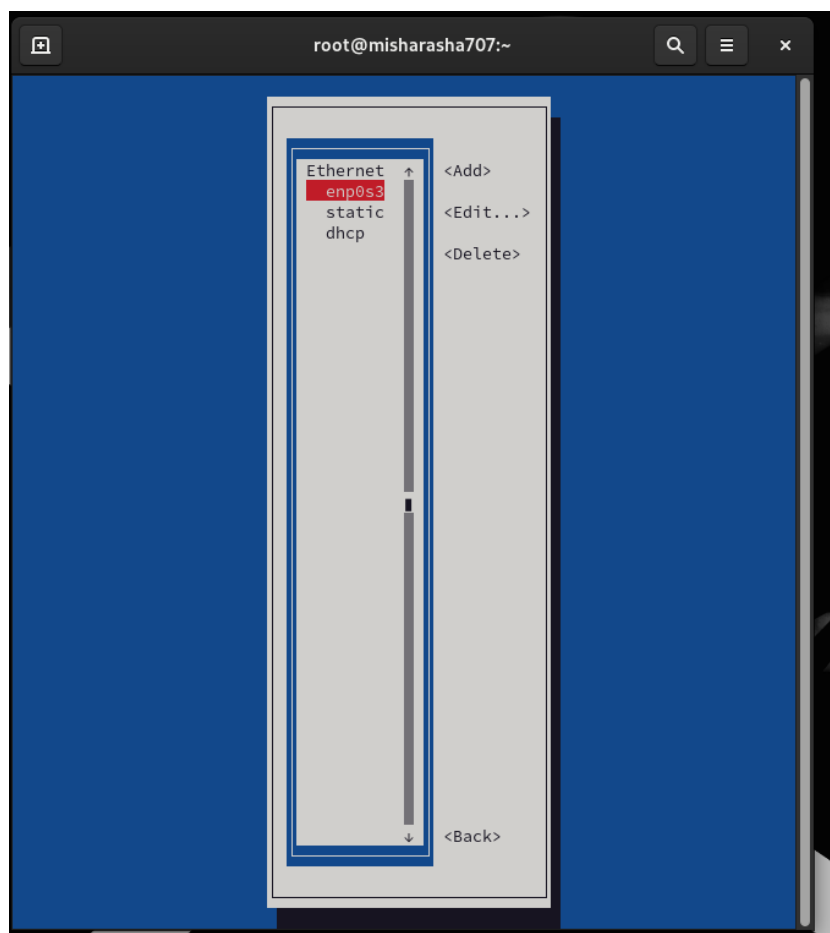 root@misharasha707:~
Ethernet ↑ <Add>
enp0s3
static <Edit...>
dhcp
<Delete>
↓ <Back>